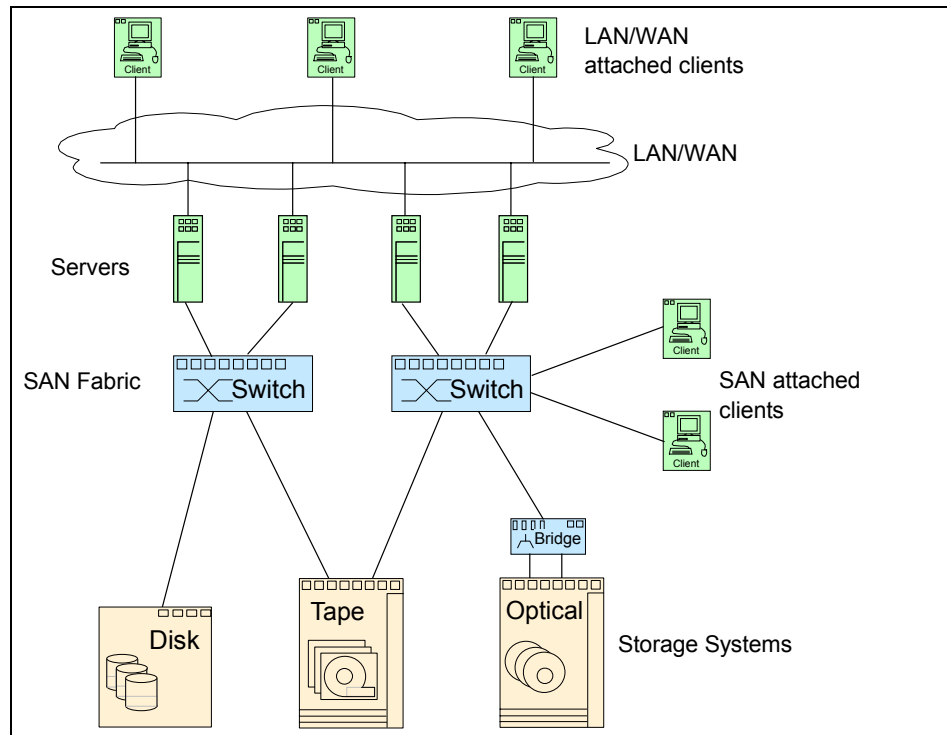 Client
Client
Client
LAN/WAN
attached clients
LAN/WAN
Servers
Client
SAN Fabric
Switch
Switch
SAN attached
clients
Client
Bridge
Disk
Tape
Optical
Storage Systems